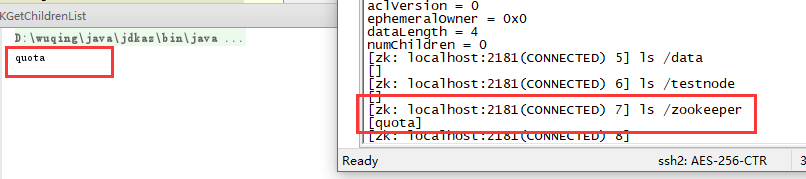 KGetChildrenList
D:\wuqing\java\jdkaz\bin\java ...
quota
aclVersion = 0
ephemeralOwner = 0x0
dataLength = 4
numChildren = 0
[zk: localhost:2181(CONNECTED) 5] ls /data
[]
[zk: localhost:2181(CONNECTED) 6] ls /testnode
[]
[zk: localhost:2181(CONNECTED) 7] ls /zookeeper
[quota]
[zk: localhost:2181(CONNECTED) 8]
Ready
ssh2: AES-256-CTR
3